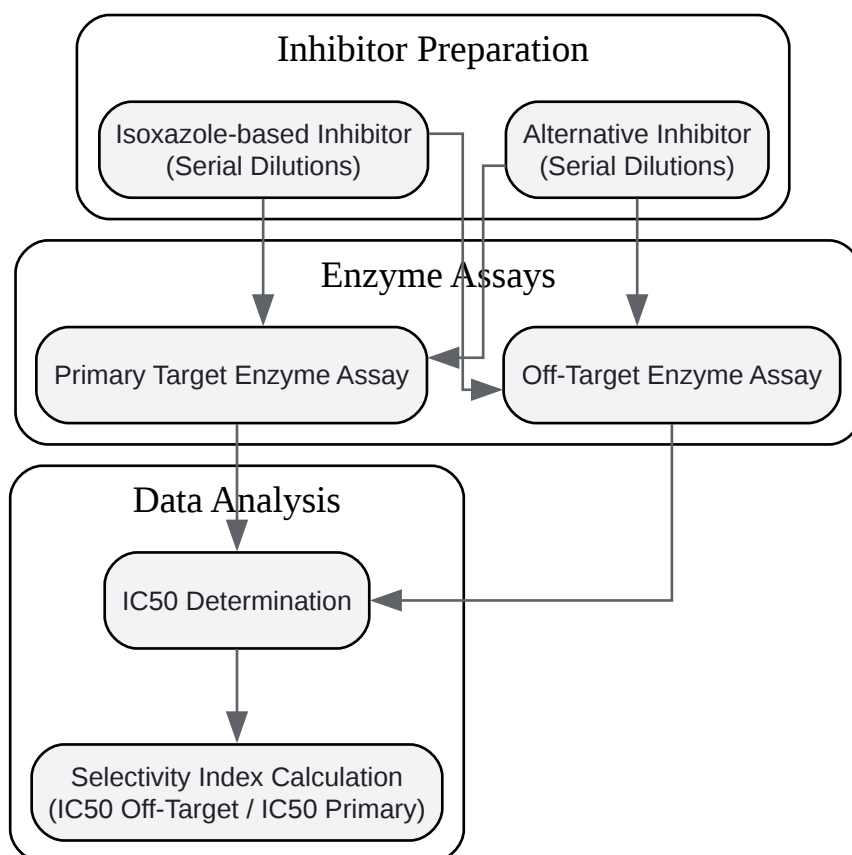 Inhibitor Preparation
Isoxazole-based Inhibitor
(Serial Dilutions)
Alternative Inhibitor
(Serial Dilutions)
Enzyme Assays
Primary Target Enzyme Assay
Off-Target Enzyme Assay
Data Analysis
IC50 Determination
Selectivity Index Calculation
(IC50 Off-Target / IC50 Primary)